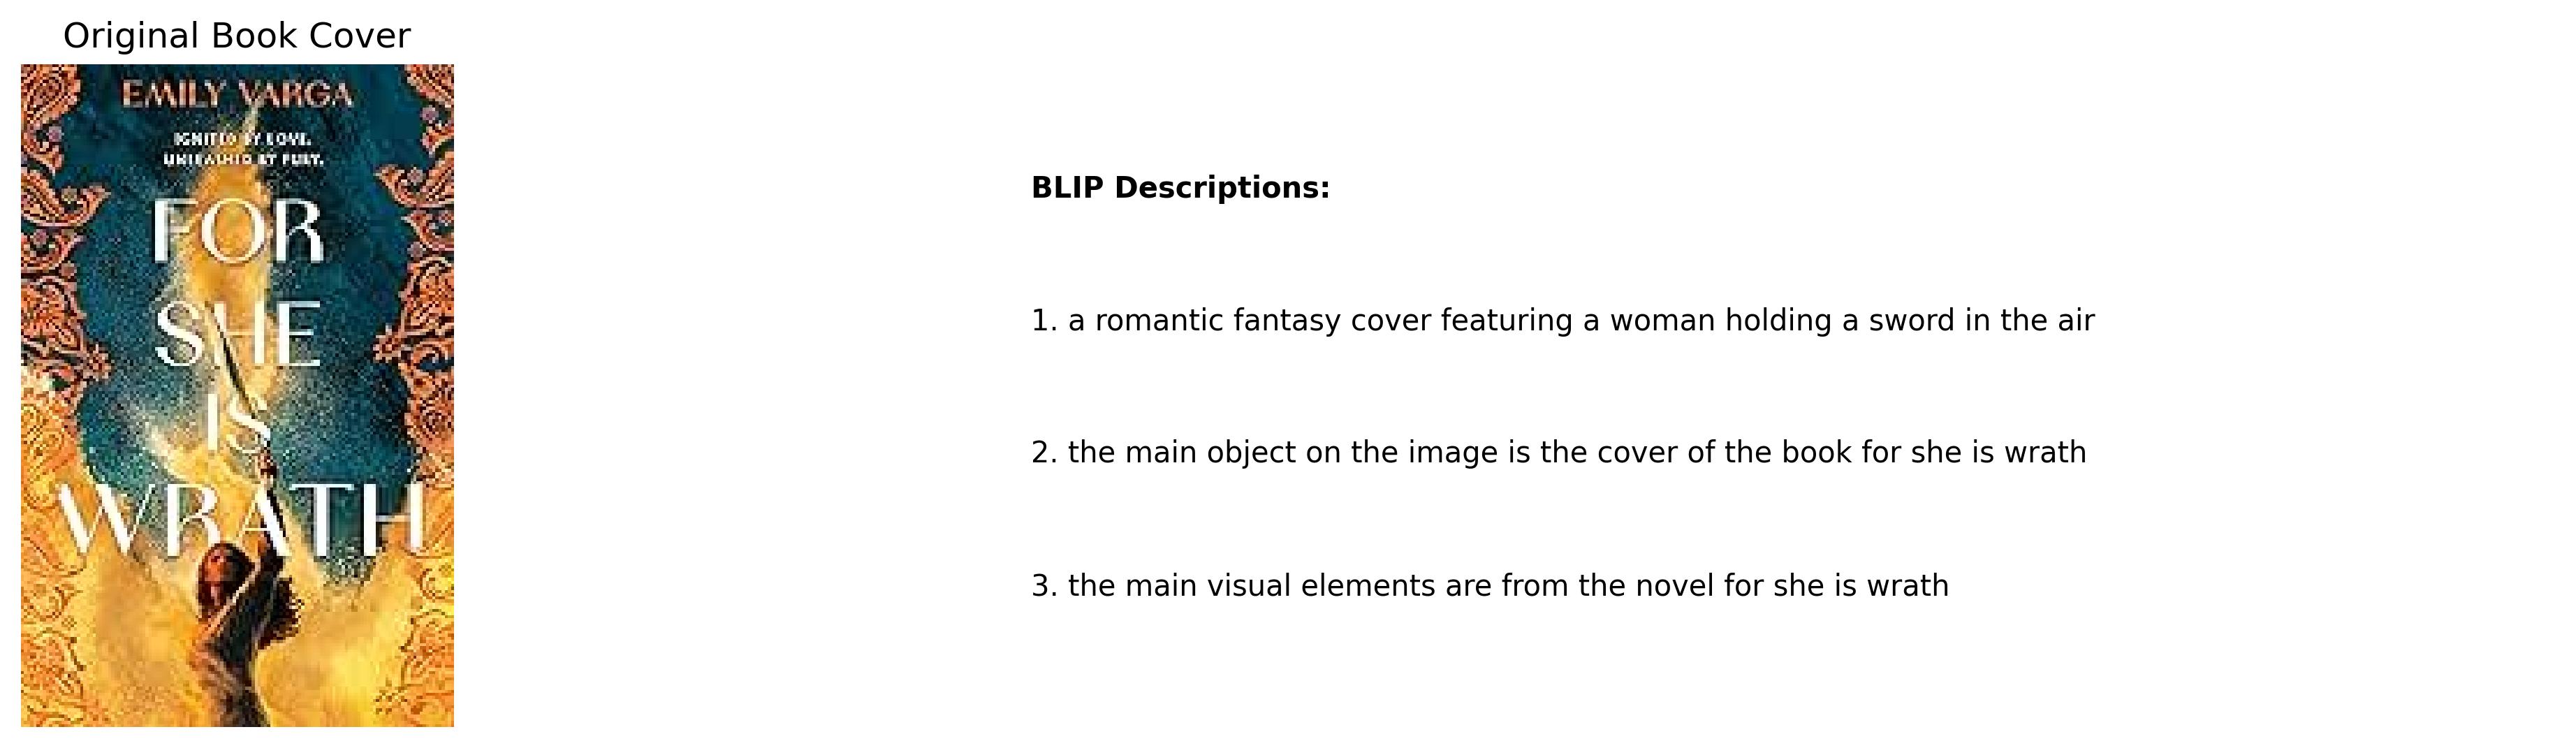 Original Book Cover
EMILY VARGA
IGNITED BY LOVE.
UNLEASHED BY FURY.
FOR
SHE
IS
WRATH
BLIP Descriptions:
1. a romantic fantasy cover featuring a woman holding a sword in the air
2. the main object on the image is the cover of the book for she is wrath
3. the main visual elements are from the novel for she is wrath